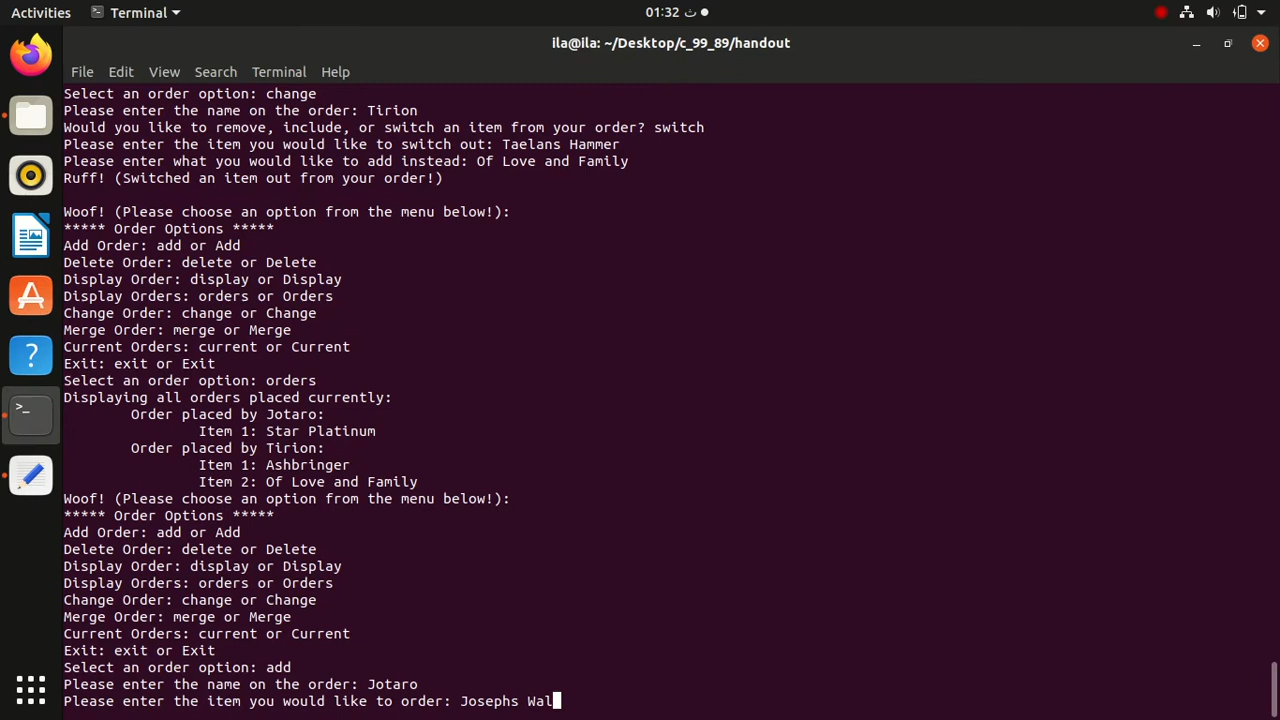 Activities
Terminal
01:32 ث
ila@ila: ~/Desktop/c_99_89/handout
File Edit View Search Terminal Help
Select an order option: change
Please enter the name on the order: Tirion
Would you like to remove, include, or switch an item from your order? switch
Please enter the item you would like to switch out: Taelans Hammer
Please enter what you would like to add instead: Of Love and Family
Ruff! (Switched an item out from your order!)
Woof! (Please choose an option from the menu below!):
***** Order Options *****
Add Order: add or Add
Delete Order: delete or Delete
Display Order: display or Display
Display Orders: orders or Orders
Change Order: change or Change
Merge Order: merge or Merge
Current Orders: current or Current
Exit: exit or Exit
Select an order option: orders
Displaying all orders placed currently:
Order placed by Jotaro:
Item 1: Star Platinum
Order placed by Tirion:
Item 1: Ashbringer
Item 2: Of Love and Family
Woof! (Please choose an option from the menu below!):
***** Order Options *****
Add Order: add or Add
Delete Order: delete or Delete
Display Order: display or Display
Display Orders: orders or Orders
Change Order: change or Change
Merge Order: merge or Merge
Current Orders: current or Current
Exit: exit or Exit
Select an order option: add
Please enter the name on the order: Jotaro
Please enter the item you would like to order: Josephs Wal